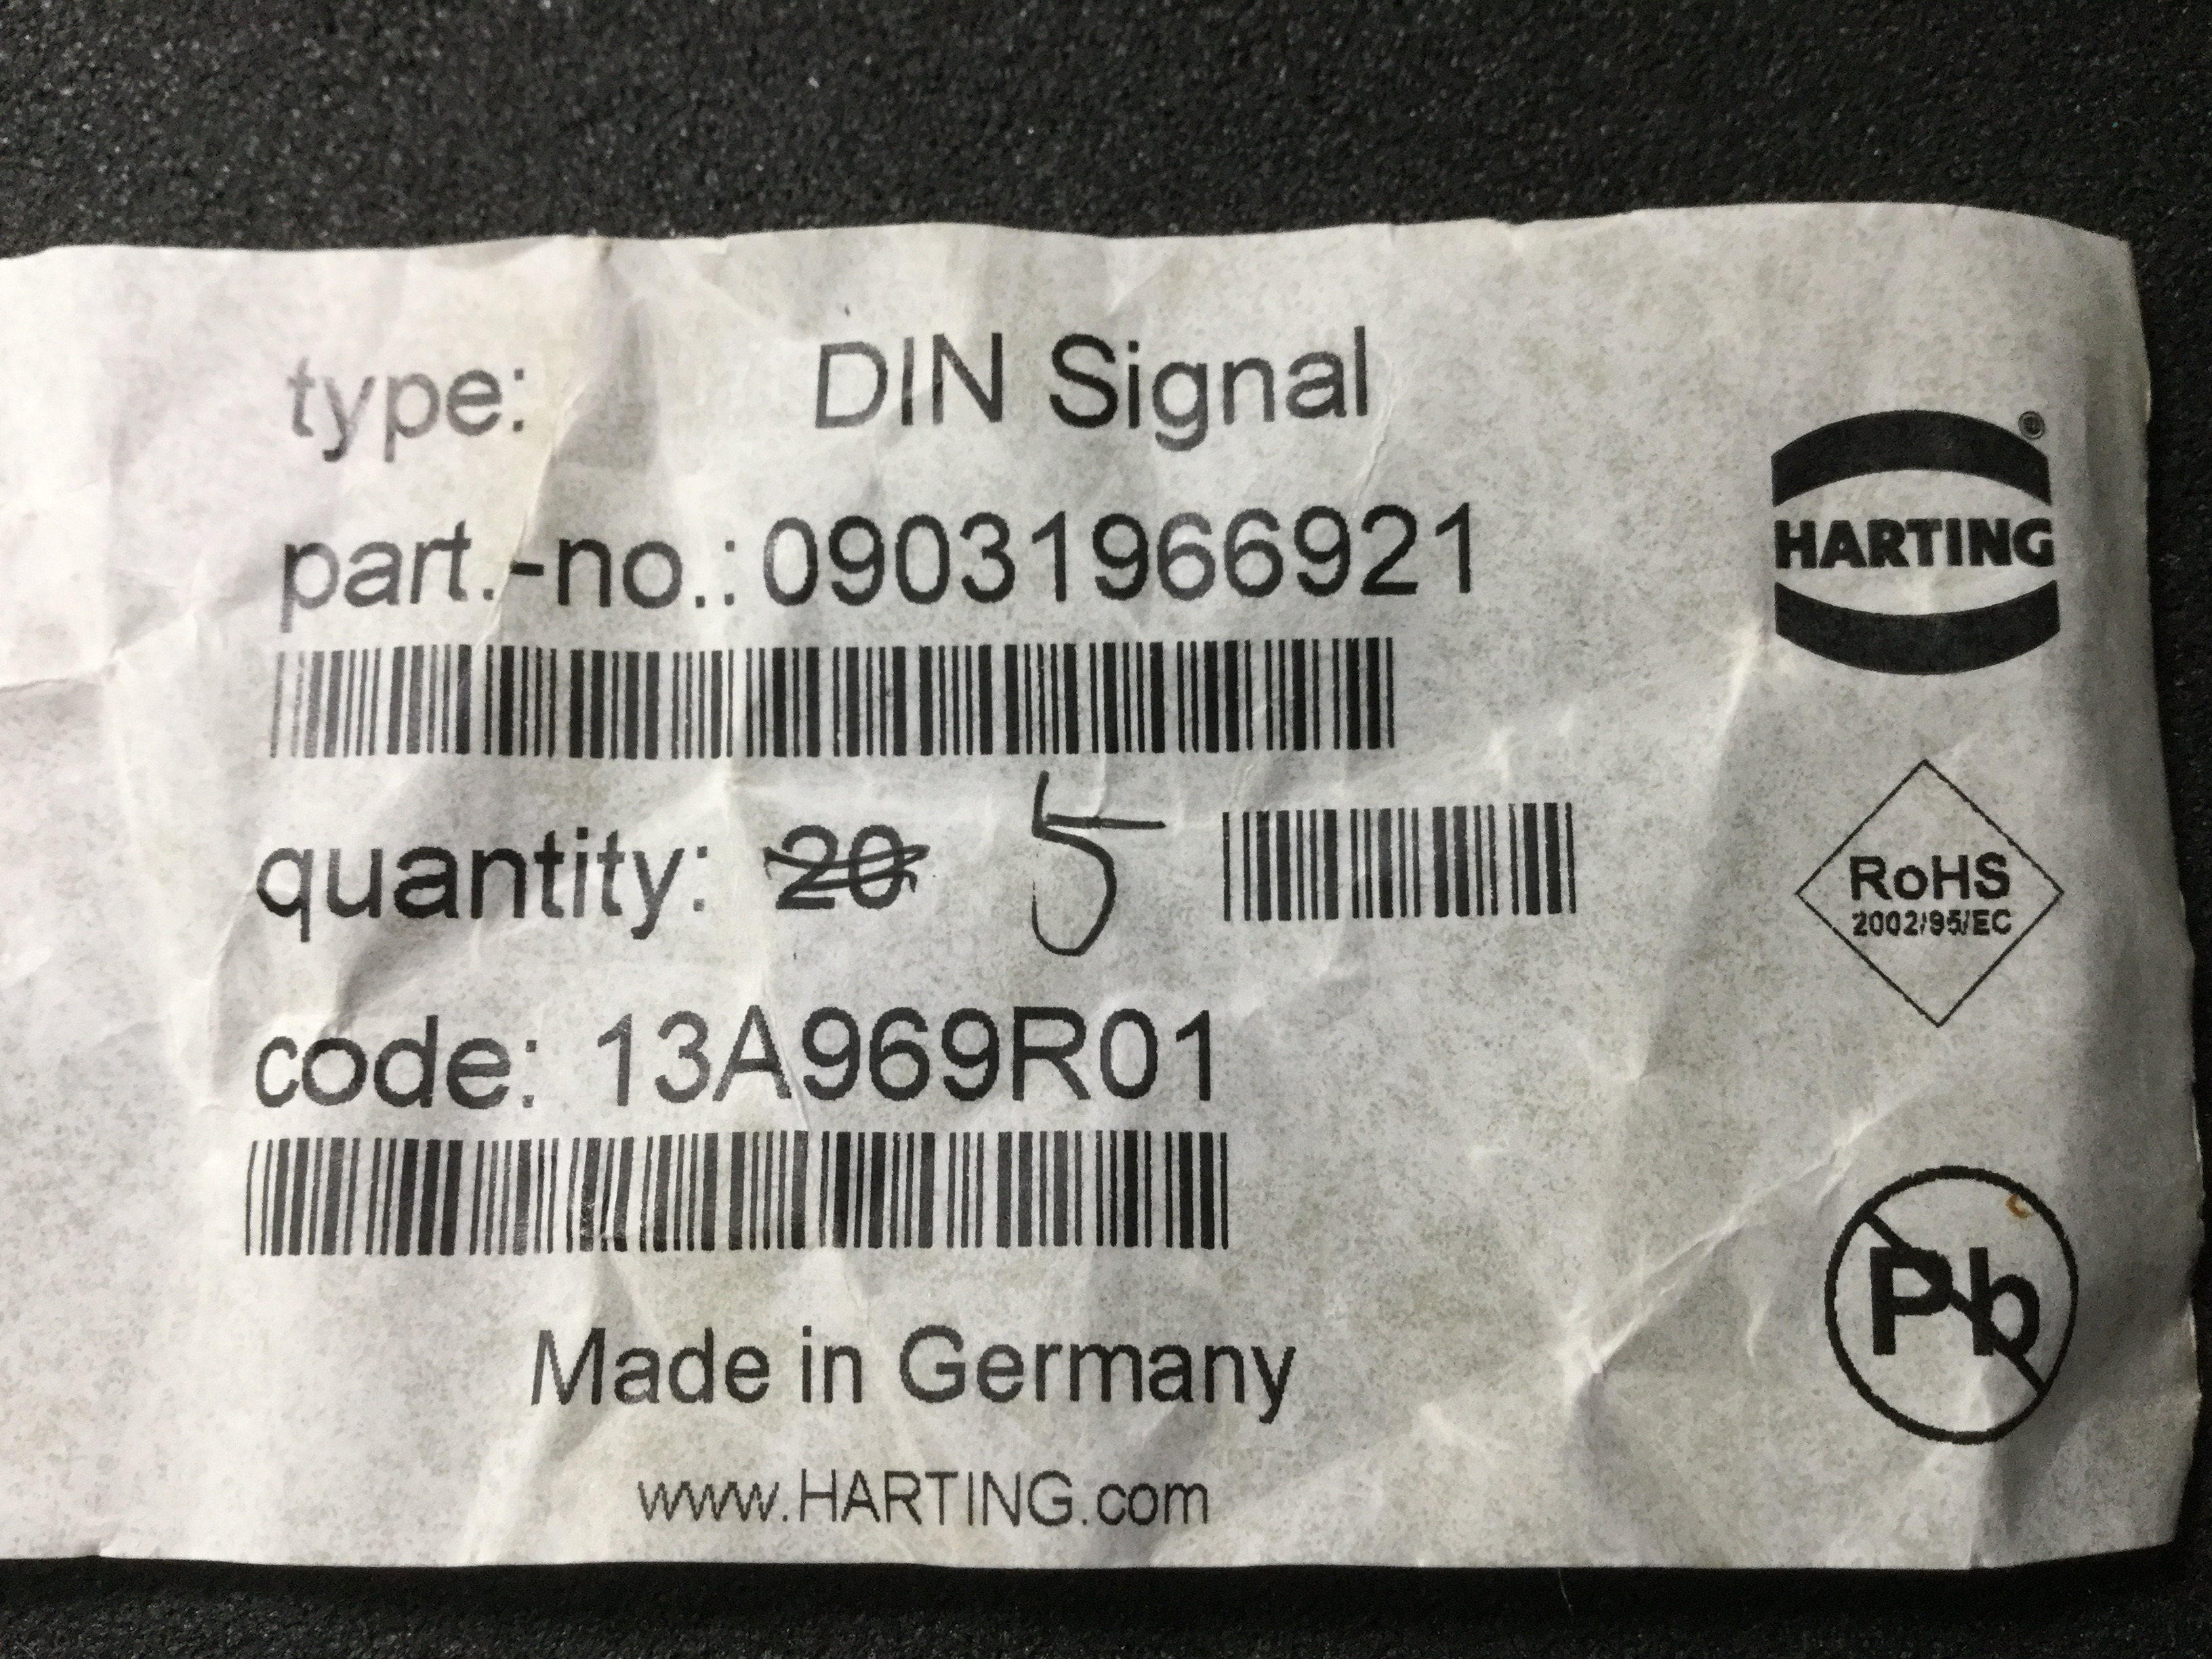 type: DIN Signal
part.-no.: 09031966921
quantity: 20 5
code: 13A969R01
Made in Germany
www.HARTING.com
®
HARTING
RoHS
2002/95/EC
Pb